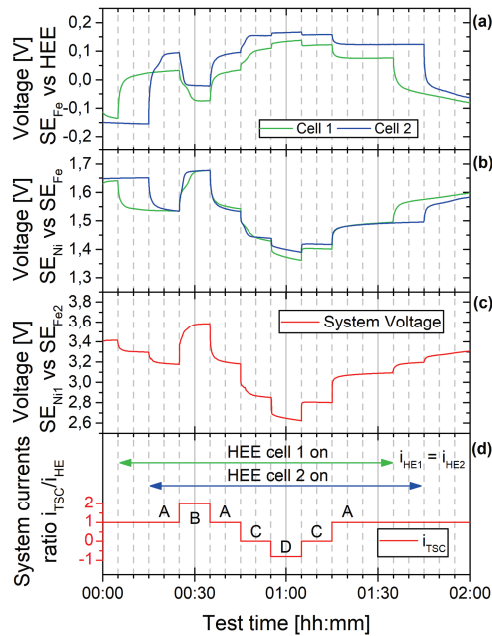 (a)
Voltage [V]
SE_Fe vs HEE
0,2
0,1
0,0
-0,1
-0,2
Cell 1
Cell 2
(b)
Voltage [V]
SE_Ni vs SE_Fe
1,7
1,6
1,5
1,4
1,3
(c)
Voltage [V]
SE_Ni1 vs SE_Fe2
3,8
3,6
3,4
3,2
3,0
2,8
2,6
System Voltage
(d)
System currents
ratio i_TSC/i_HE
HEE cell 1 on
i_HE1 = i_HE2
HEE cell 2 on
2
1
0
-1
A
B
A
C
D
C
A
i_TSC
00:00
00:30
01:00
01:30
02:00
Test time [hh:mm]